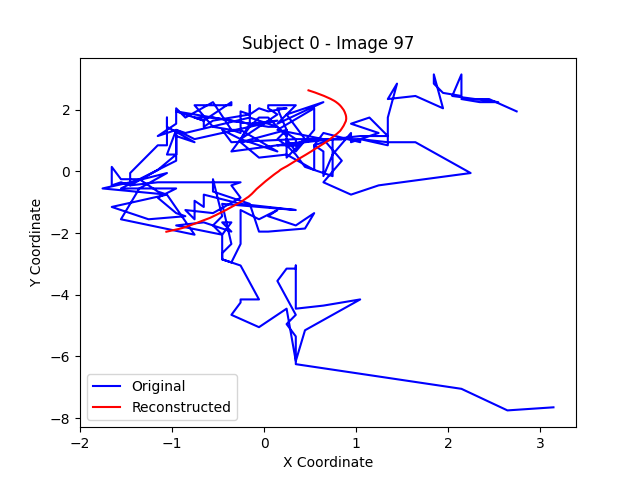 Subject 0 - Image 97
Y Coordinate
2
0
−2
−4
−6
−8
Original
Reconstructed
−2
−1
0
1
2
3
X Coordinate